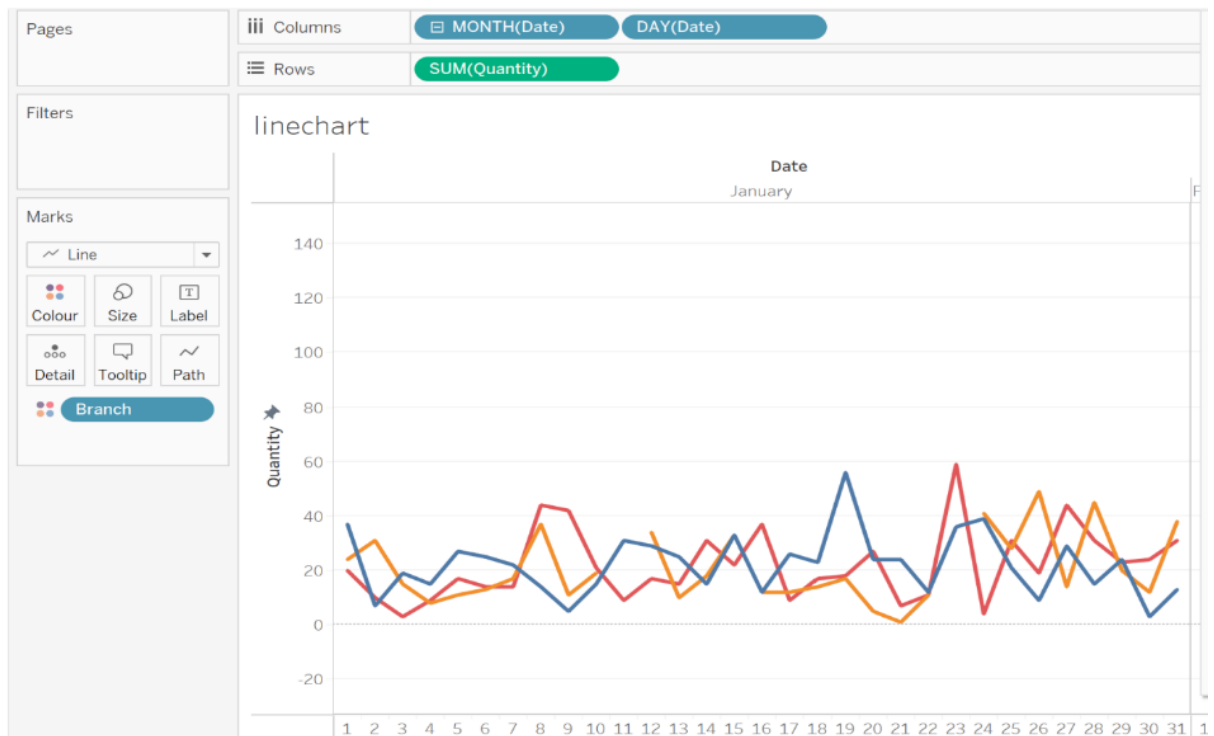 Pages
Columns
MONTH(Date)
DAY(Date)
Rows
SUM(Quantity)
Filters
linechart
Date
January
F
Marks
Line
Colour
Size
T
Label
Detail
Tooltip
Path
Branch
Quantity
140
120
100
80
60
40
20
0
-20
1 2 3 4 5 6 7 8 9 10 11 12 13 14 15 16 17 18 19 20 21 22 23 24 25 26 27 28 29 30 31 1